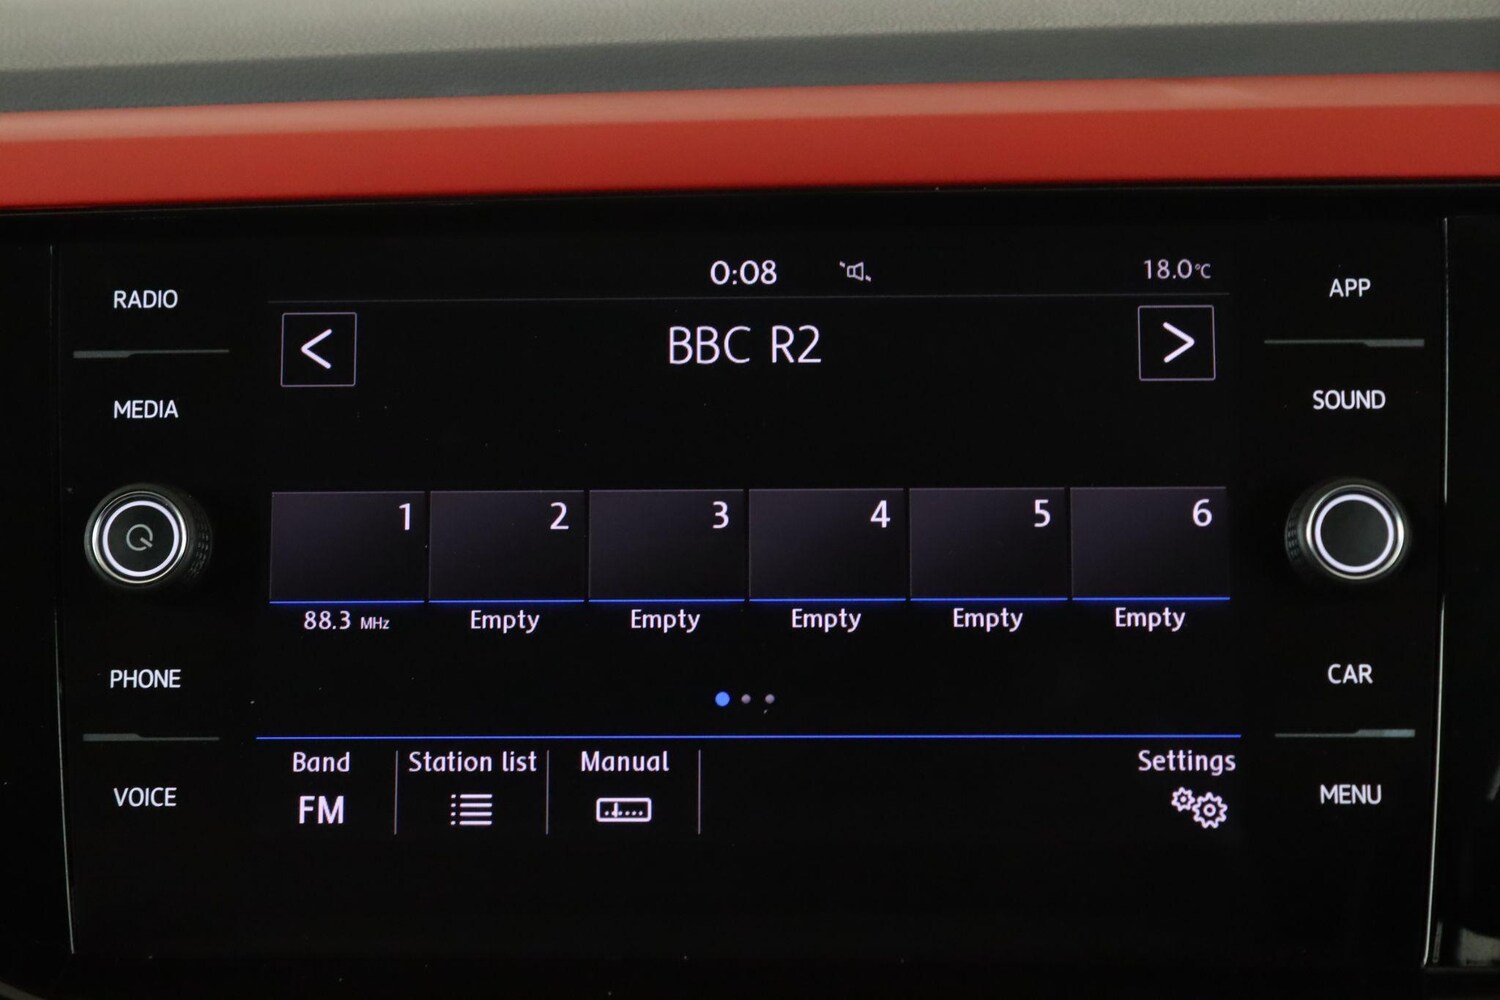 0:08 18.0°C
RADIO
APP
BBC R2
MEDIA
SOUND
1 2 3 4 5 6
88.3 MHz Empty Empty Empty Empty Empty
PHONE
CAR
Band Station list Manual Settings
FM
VOICE
MENU